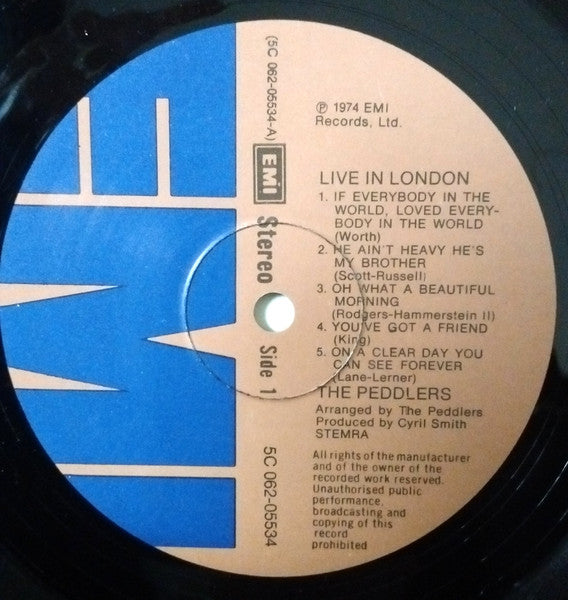 EMI
(5C 062-05534-A)
EMI
Stereo
Side 1
5C 062-05534
℗ 1974 EMI
Records, Ltd.
LIVE IN LONDON
1. IF EVERYBODY IN THE
WORLD, LOVED EVERY-
BODY IN THE WORLD
(Worth)
2. HE AIN'T HEAVY HE'S
MY BROTHER
(Scott-Russell)
3. OH WHAT A BEAUTIFUL
MORNING
(Rodgers-Hammerstein II)
4. YOU'VE GOT A FRIEND
(King)
5. ON A CLEAR DAY YOU
CAN SEE FOREVER
(Lane-Lerner)
THE PEDDLERS
Arranged by The Peddlers
Produced by Cyril Smith
STEMRA
All rights of the manufacturer
and of the owner of the
recorded work reserved.
Unauthorised public
performance,
broadcasting and
copying of this
record
prohibited